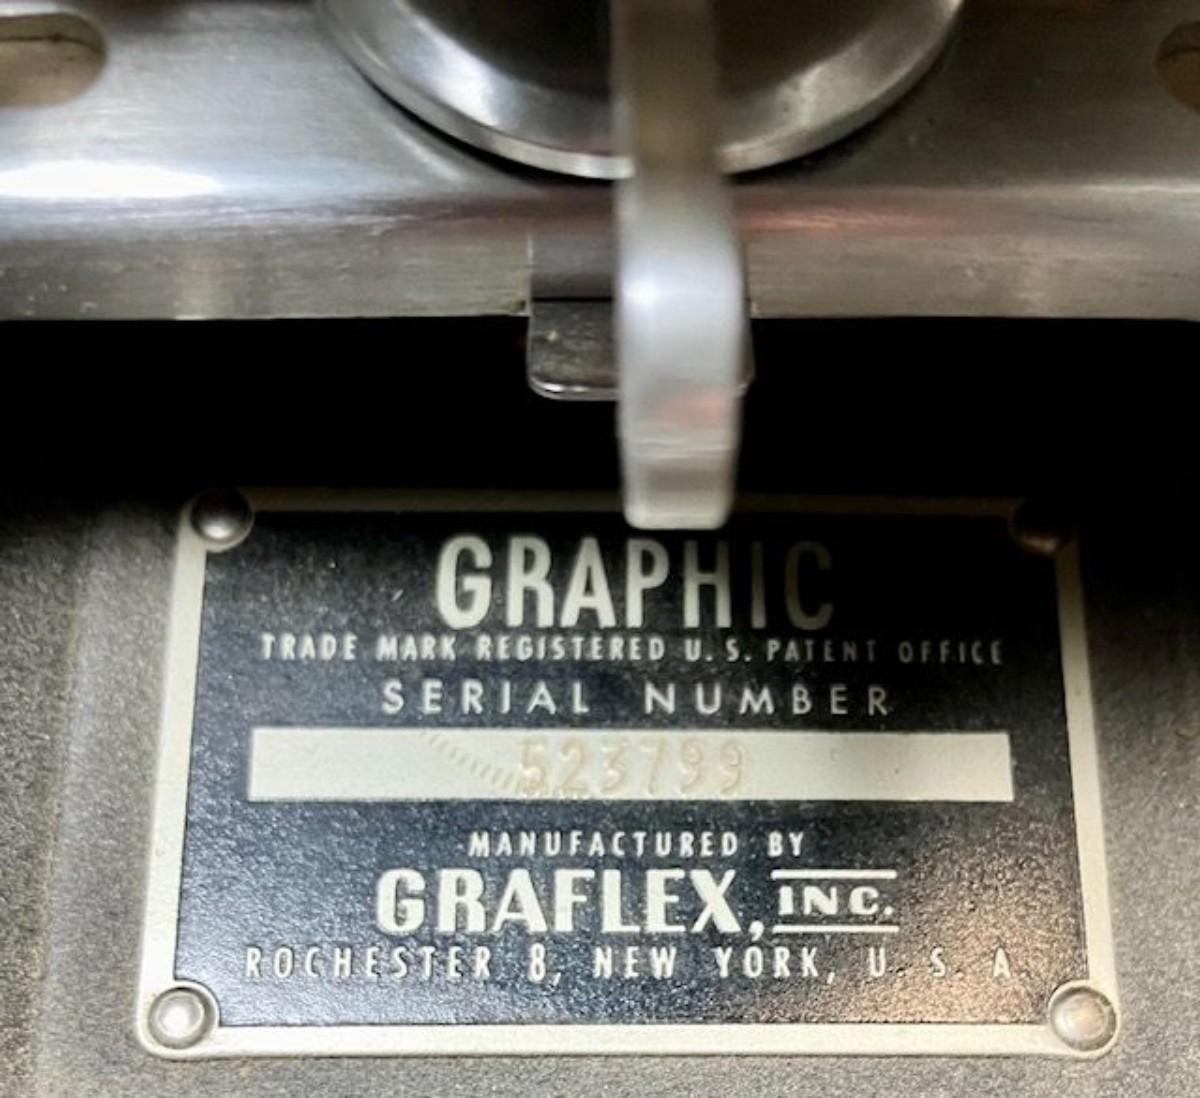 GRAPHIC
TRADE MARK REGISTERED U.S. PATENT OFFICE
SERIAL NUMBER
523799
MANUFACTURED BY
GRAFLEX, INC.
ROCHESTER 8, NEW YORK, U. S. A.